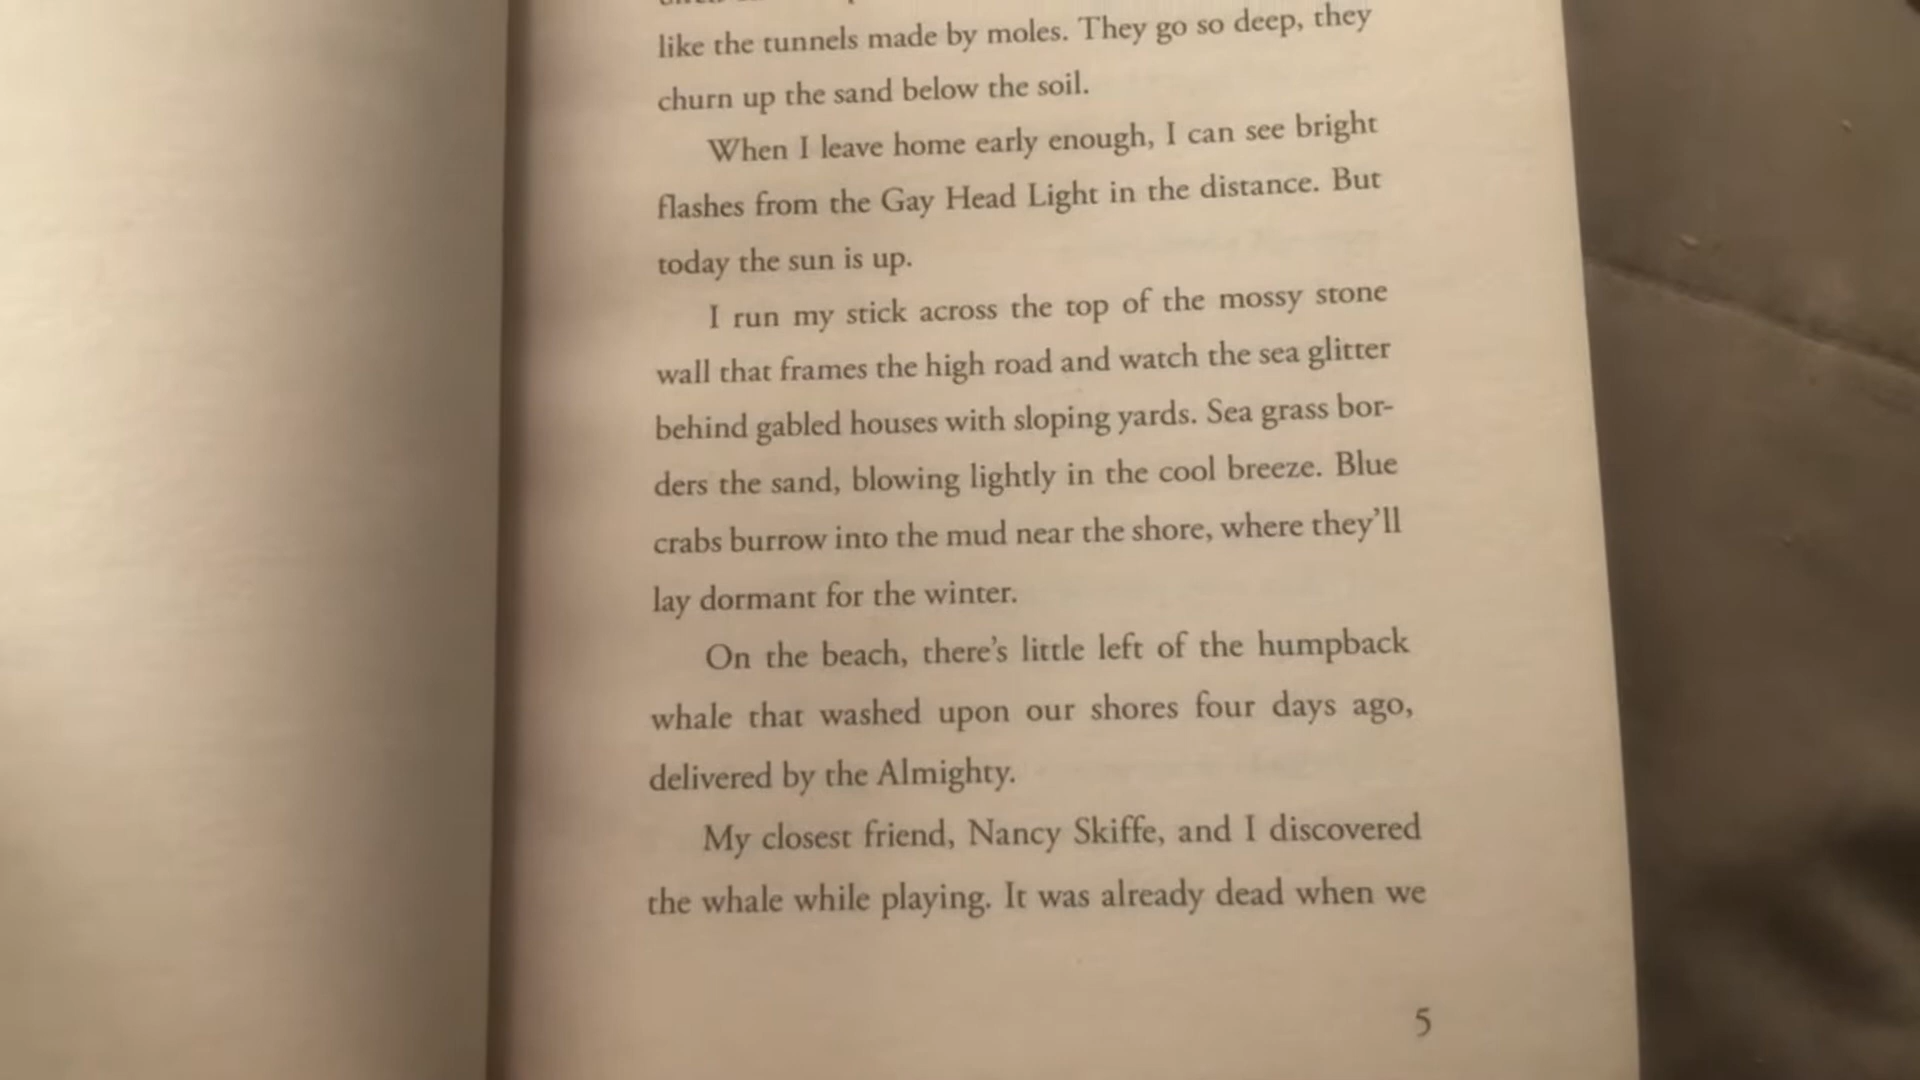 like the tunnels made by moles. They go so deep, they
churn up the sand below the soil.
When I leave home early enough, I can see bright
flashes from the Gay Head Light in the distance. But
today the sun is up.
I run my stick across the top of the mossy stone
wall that frames the high road and watch the sea glitter
behind gabled houses with sloping yards. Sea grass bor-
ders the sand, blowing lightly in the cool breeze. Blue
crabs burrow into the mud near the shore, where they'll
lay dormant for the winter.
On the beach, there's little left of the humpback
whale that washed upon our shores four days ago,
delivered by the Almighty.
My closest friend, Nancy Skiffe, and I discovered
the whale while playing. It was already dead when we
5